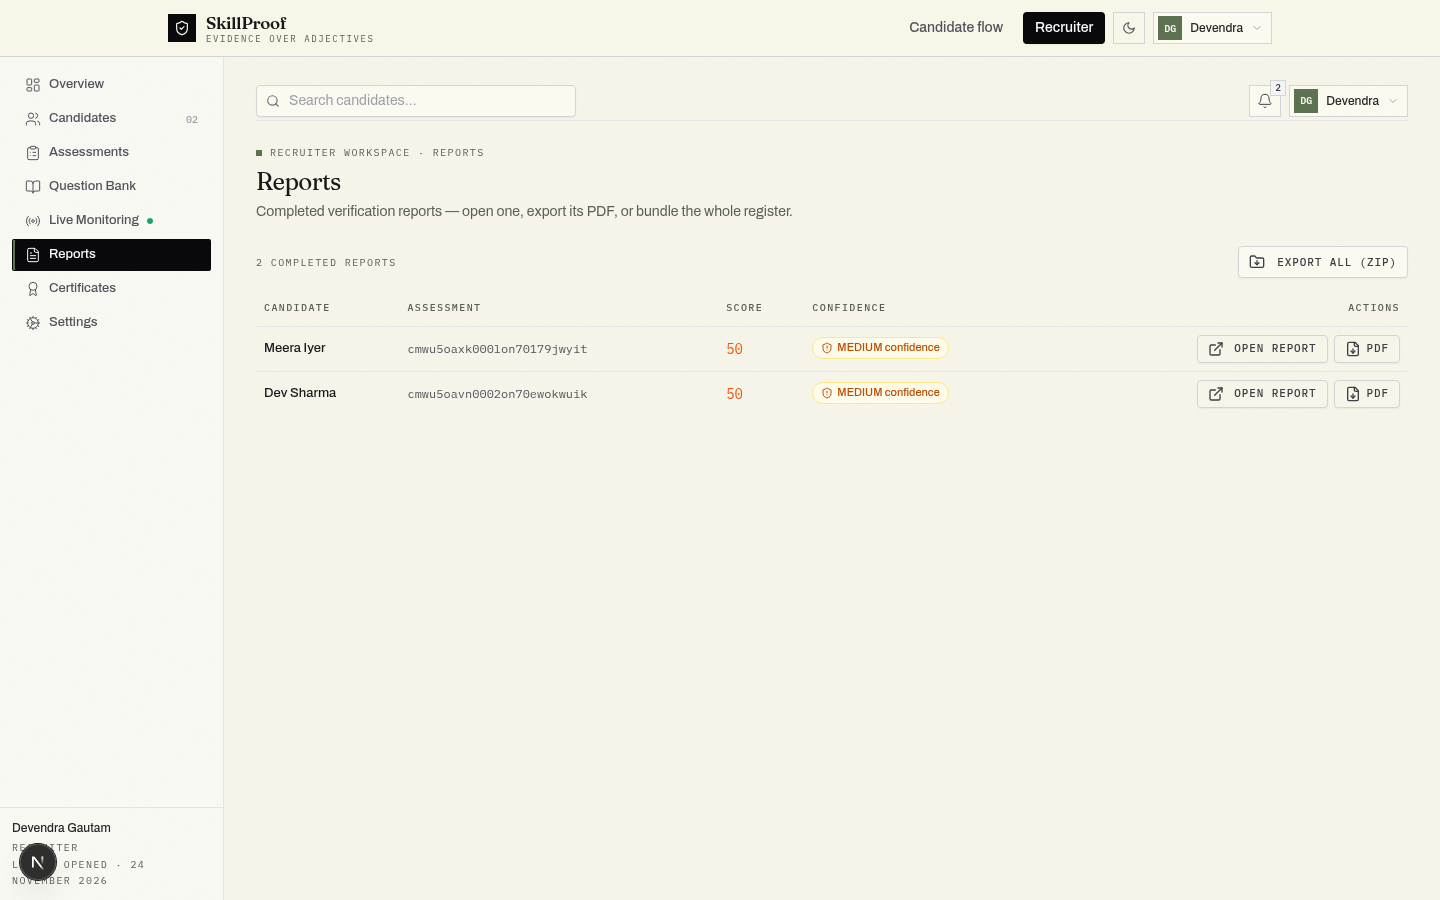 SkillProof
EVIDENCE OVER ADJECTIVES
Candidate flow
Recruiter
DG
Devendra
Overview
Candidates
02
Assessments
Question Bank
Live Monitoring
Reports
Certificates
Settings
Search candidates...
2
DG
Devendra
RECRUITER WORKSPACE · REPORTS
Reports
Completed verification reports — open one, export its PDF, or bundle the whole register.
2 COMPLETED REPORTS
EXPORT ALL (ZIP)
CANDIDATE ASSESSMENT SCORE CONFIDENCE ACTIONS
Meera Iyer cmwu5oaxk000lon70179jwyit 50 MEDIUM confidence OPEN REPORT PDF
Dev Sharma cmwu5oavn0002on70ewokwuik 50 MEDIUM confidence OPEN REPORT PDF
Devendra Gautam
OPENED · 24
2026
N